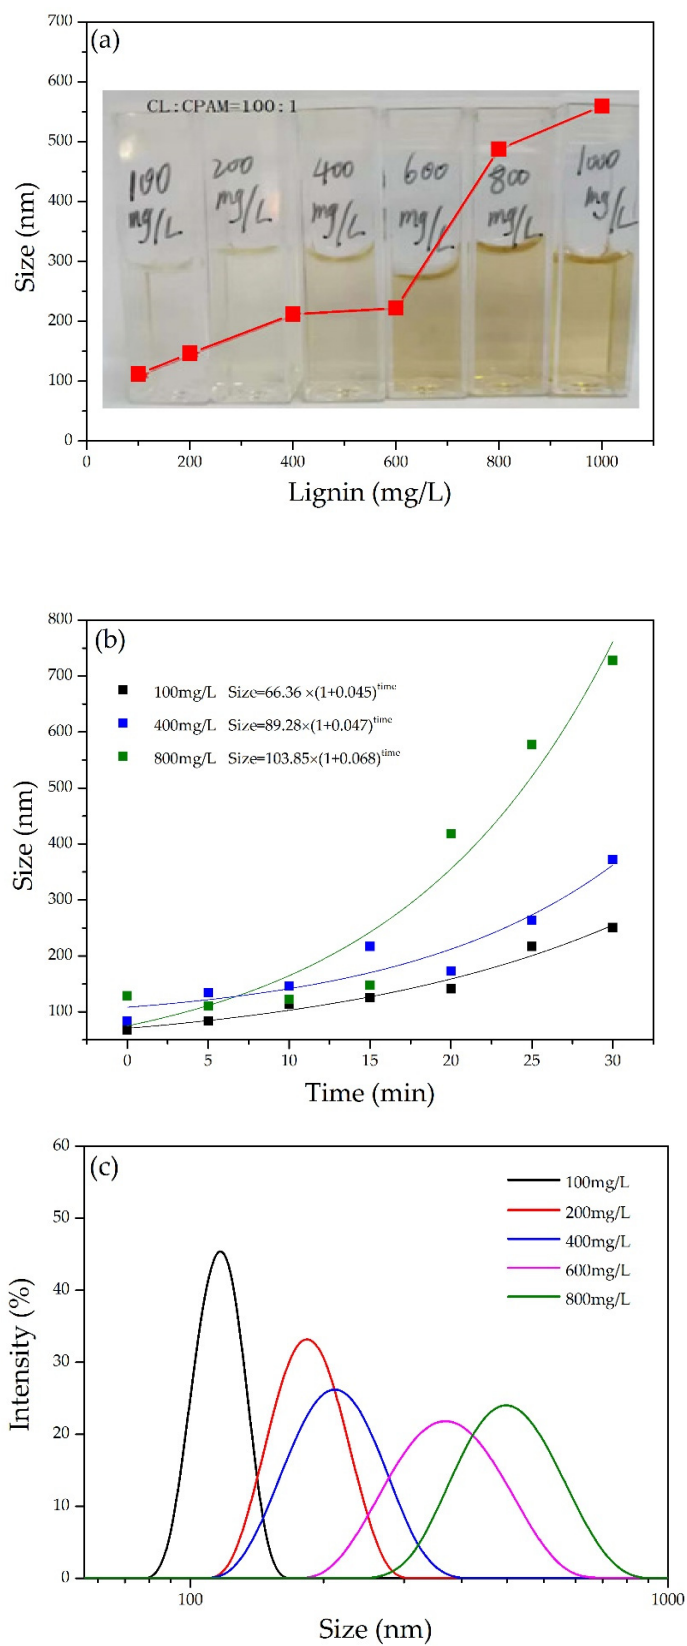 (a)
700
600
500
400
300
200
100
0
CL:CPAM=100:1
100 mg/L
200 mg/L
400 mg/L
600 mg/L
800 mg/L
1000 mg/L
Size (nm)
0 200 400 600 800 1000
Lignin (mg/L)
(b)
800
700
600
500
400
300
200
100
100mg/L Size=66.36 ×(1+0.045)^time
400mg/L Size=89.28×(1+0.047)^time
800mg/L Size=103.85×(1+0.068)^time
Size (nm)
0 5 10 15 20 25 30
Time (min)
(c)
60
50
40
30
20
10
0
100mg/L
200mg/L
400mg/L
600mg/L
800mg/L
Intensity (%)
100 1000
Size (nm)